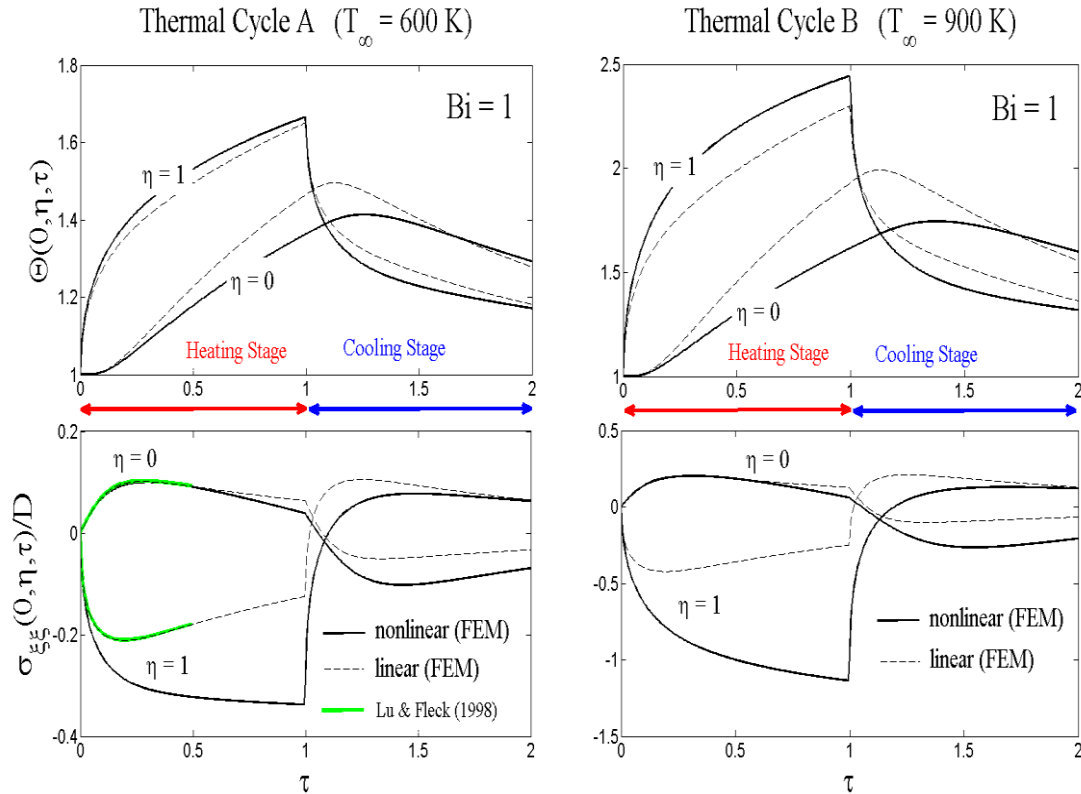 Thermal Cycle A (T∞ = 600 K)
Thermal Cycle B (T∞ = 900 K)
Θ(0,η,τ)
1.8
1.6
1.4
1.2
1
Bi = 1
η = 1
η = 0
Heating Stage
Cooling Stage
0 0.5 1 1.5 2
2.5
2
1.5
1
Bi = 1
η = 1
η = 0
Heating Stage
Cooling Stage
0 0.5 1 1.5 2
σξξ(0,η,τ)/D
0.2
0
-0.2
-0.4
η = 0
η = 1
nonlinear (FEM)
linear (FEM)
Lu & Fleck (1998)
0 0.5 1 1.5 2
τ
0.5
0
-0.5
-1
-1.5
η = 0
η = 1
nonlinear (FEM)
linear (FEM)
0 0.5 1 1.5 2
τ